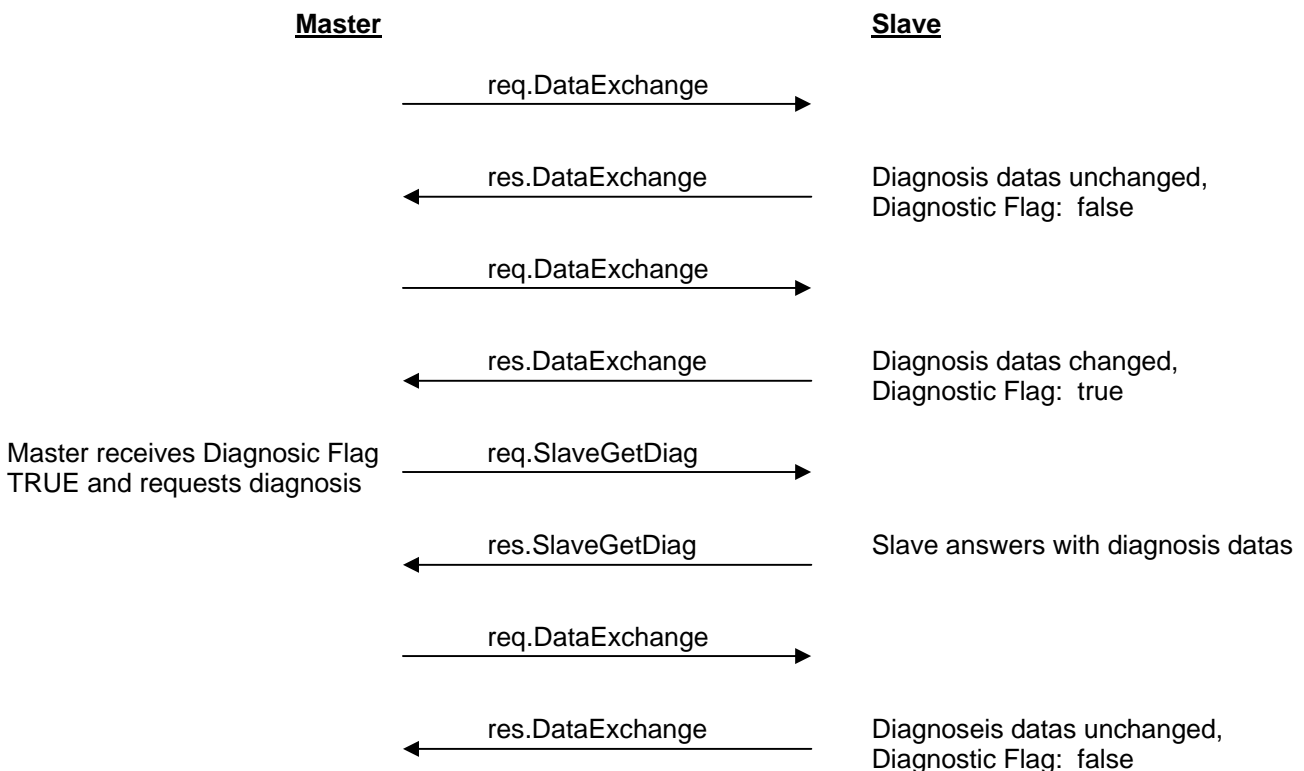 Master Slave
req.DataExchange
res.DataExchange Diagnosis datas unchanged,
Diagnostic Flag: false
req.DataExchange
res.DataExchange Diagnosis datas changed,
Diagnostic Flag: true
Master receives Diagnosic Flag req.SlaveGetDiag
TRUE and requests diagnosis
res.SlaveGetDiag Slave answers with diagnosis datas
req.DataExchange
res.DataExchange Diagnoseis datas unchanged,
Diagnostic Flag: false